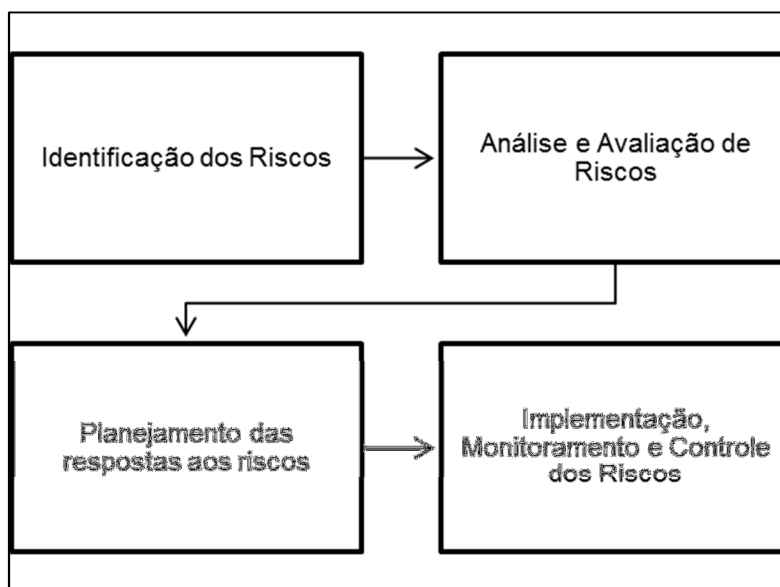 Identificação dos Riscos
Análise e Avaliação de
Riscos
Planejamento das
respostas aos riscos
Implementação,
Monitoramento e Controle
dos Riscos